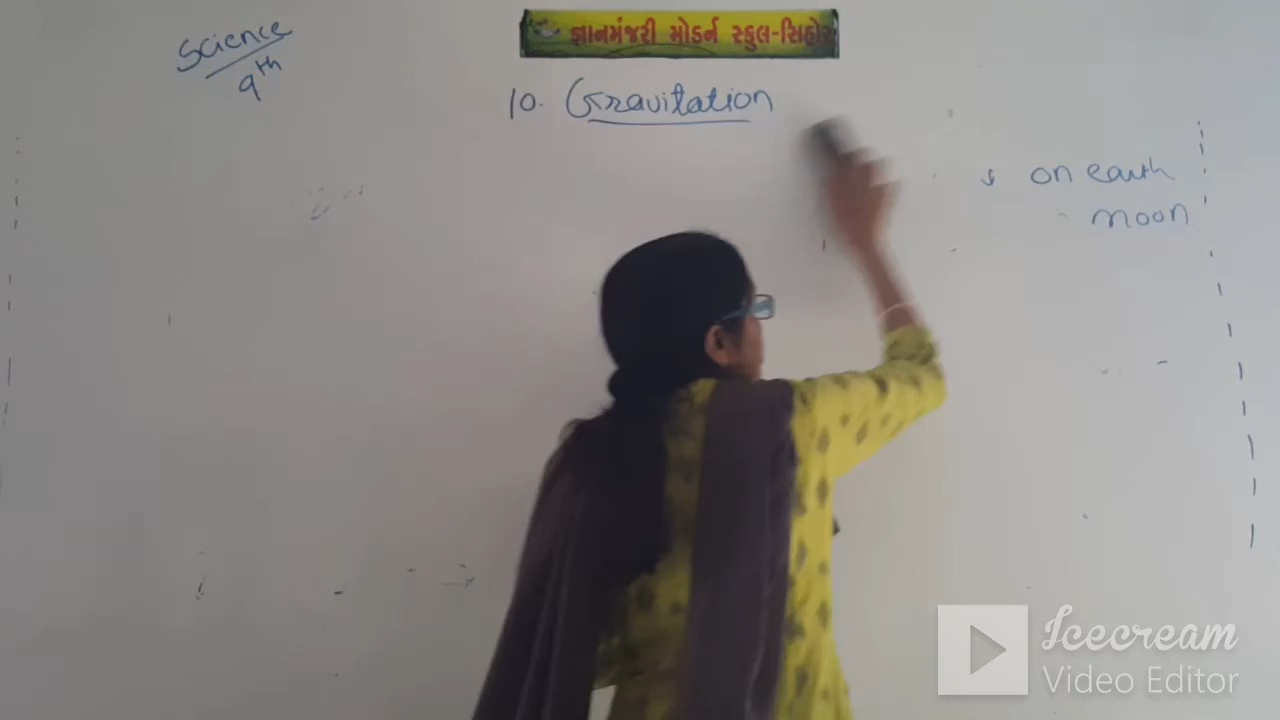 જ્ઞાનમંજરી મોડર્ન સ્કુલ-સિહોર
Science
9th
10. Gravitation
on earth
moon
Icecream
Video Editor